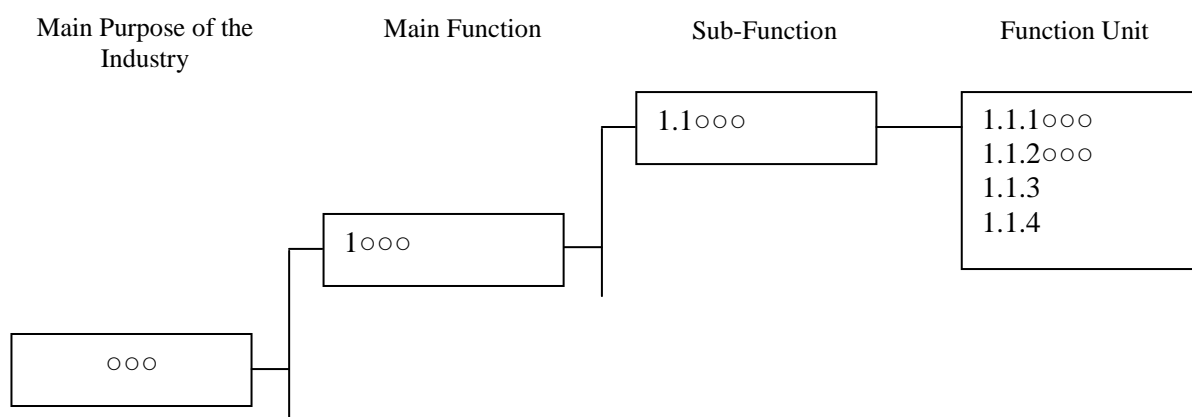 Main Purpose of the
Industry
Main Function
Sub-Function
Function Unit
1.1○○○
1.1.1○○○
1.1.2○○○
1.1.3
1.1.4
1○○○
○○○